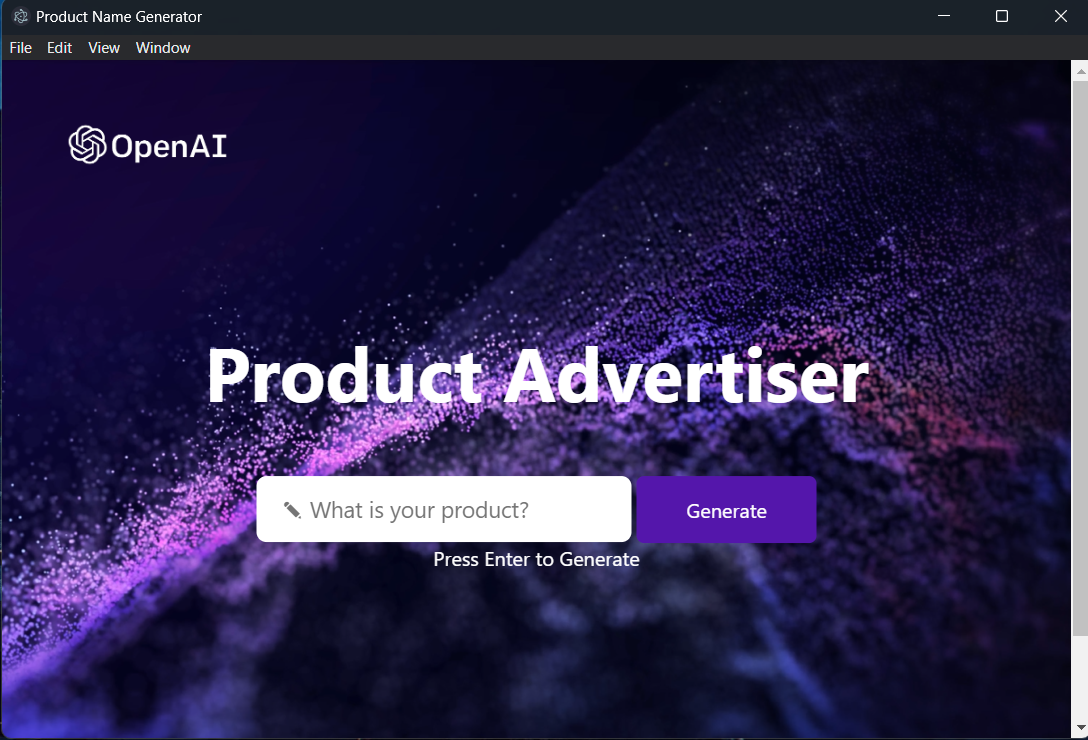 Product Name Generator
File Edit View Window
OpenAI
Product Advertiser
What is your product?
Generate
Press Enter to Generate